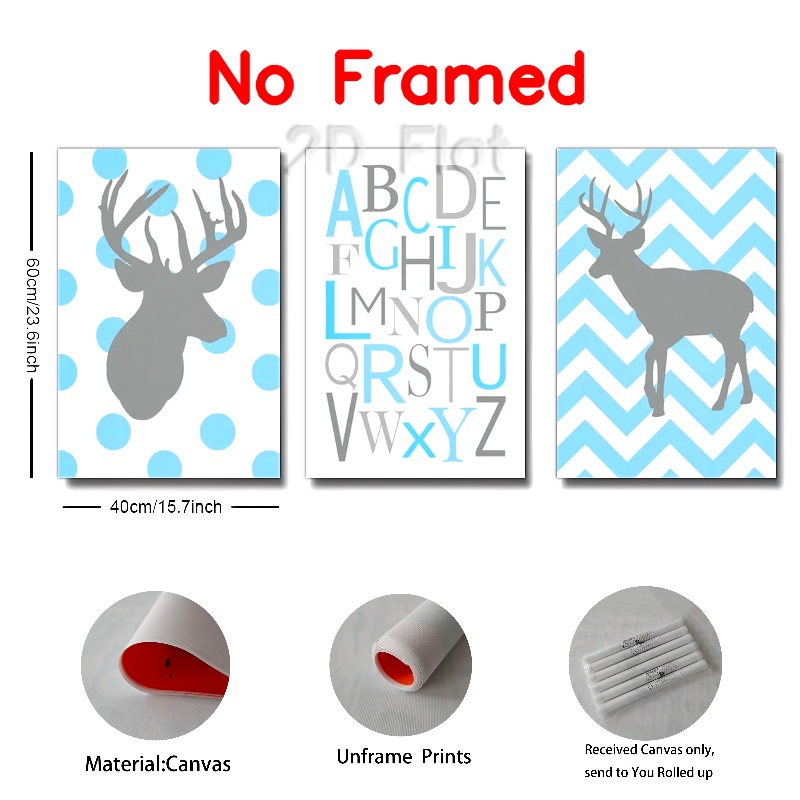 No Framed
2D Flat
60cm/23.6inch
ABCDE
FGHIJK
LMNOP
QRSTU
VWXYZ
40cm/15.7inch
Material:Canvas
Unframe Prints
Received Canvas only,
send to You Rolled up